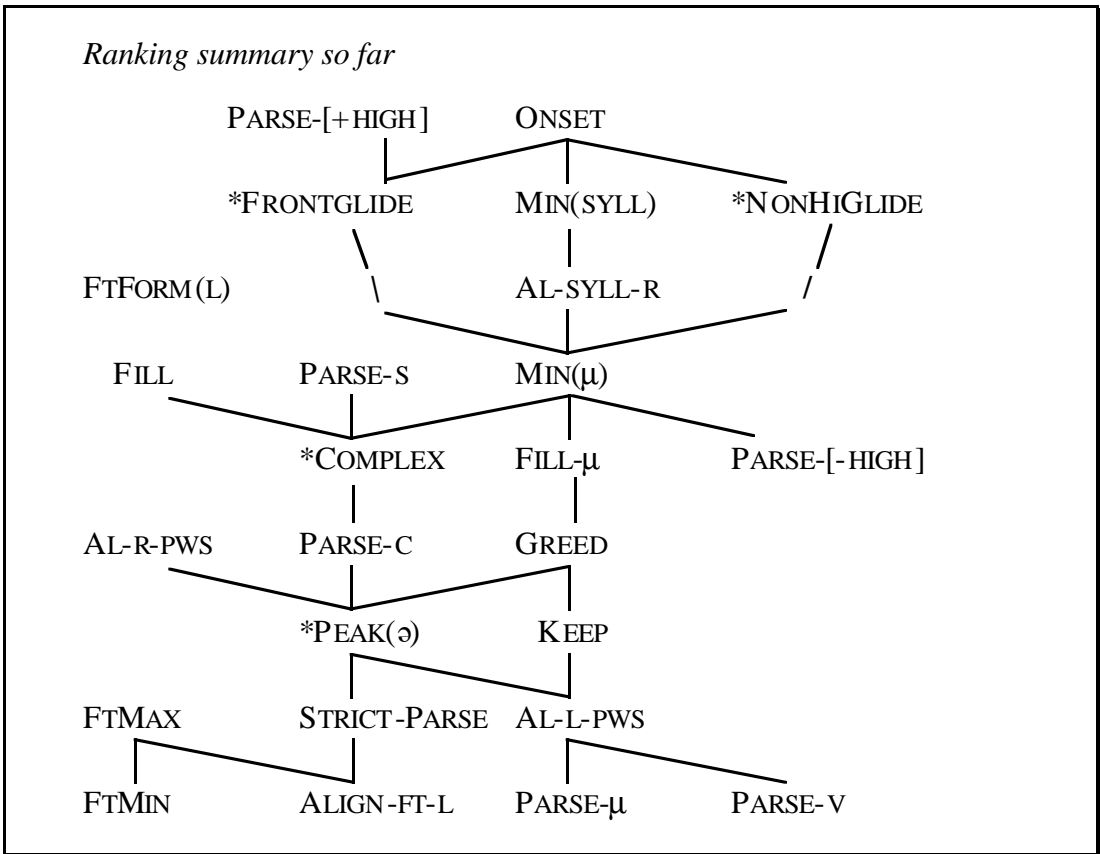 Ranking summary so far
PARSE-[+HIGH] ONSET
*FRONTGLIDE MIN(SYLL) *NONHIGLIDE
FTFORM(L) AL-SYLL-R
FILL PARSE-S MIN(μ)
*COMPLEX FILL-μ PARSE-[-HIGH]
AL-R-PWS PARSE-C GREED
*PEAK(ə) KEEP
FTMAX STRICT-PARSE AL-L-PWS
FTMIN ALIGN-FT-L PARSE-μ PARSE-V